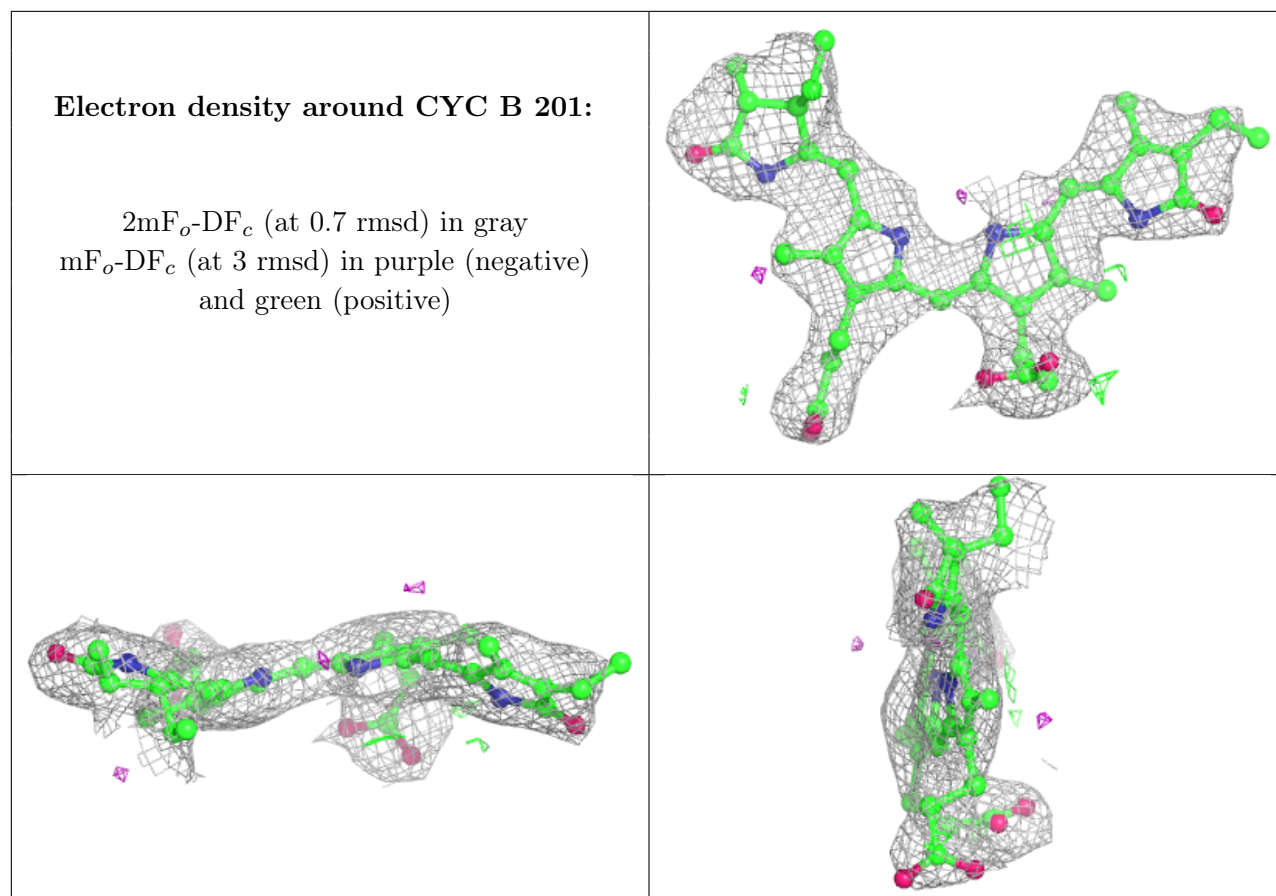 Electron density around CYC B 201:
2mFo-DFc (at 0.7 rmsd) in gray
mFo-DFc (at 3 rmsd) in purple (negative)
and green (positive)